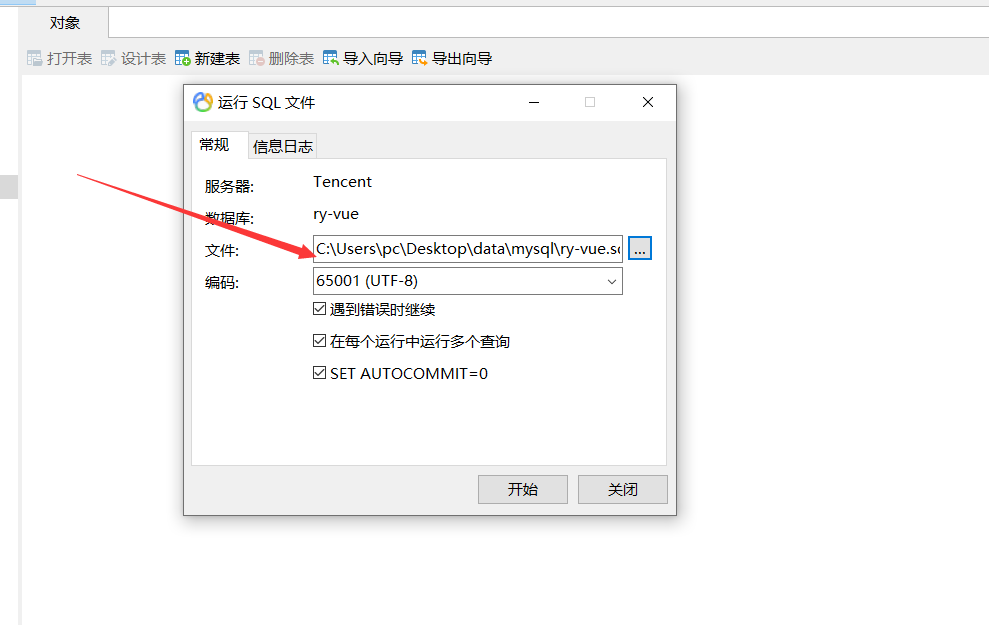 对象
打开表 设计表 新建表 删除表 导入向导 导出向导
运行 SQL 文件
常规 信息日志
服务器: Tencent
数据库: ry-vue
文件: C:\Users\pc\Desktop\data\mysql\ry-vue.sq ...
编码: 65001 (UTF-8)
遇到错误时继续
在每个运行中运行多个查询
SET AUTOCOMMIT=0
开始 关闭